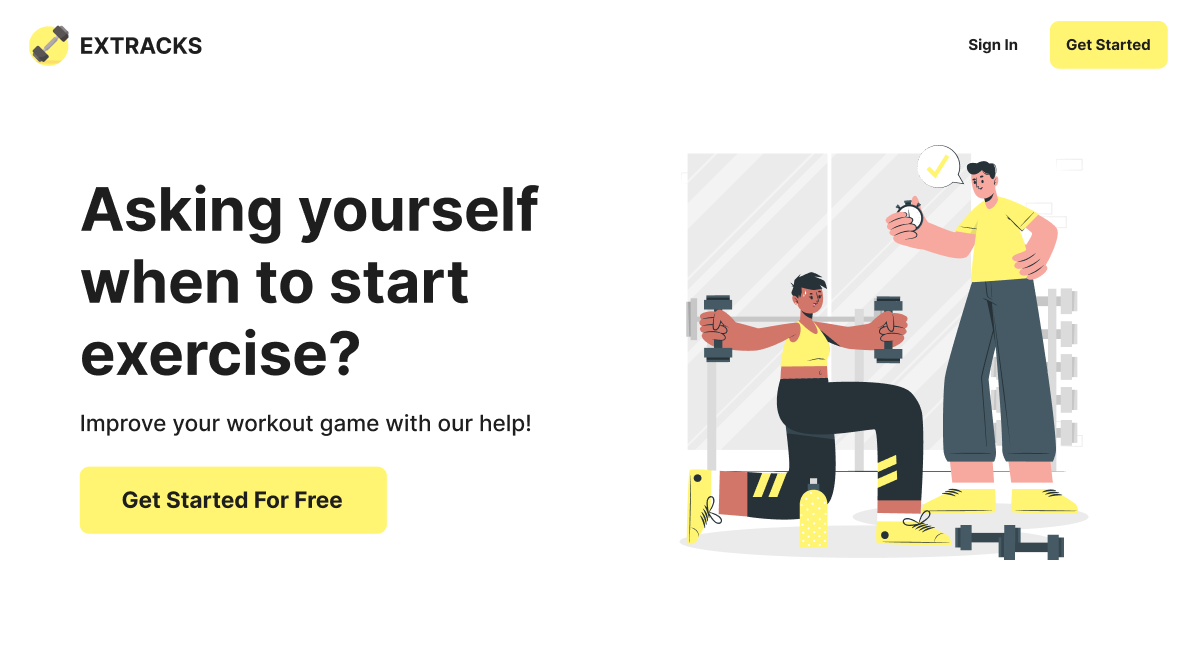 EXTRACKS
Sign In
Get Started
Asking yourself
when to start
exercise?
Improve your workout game with our help!
Get Started For Free